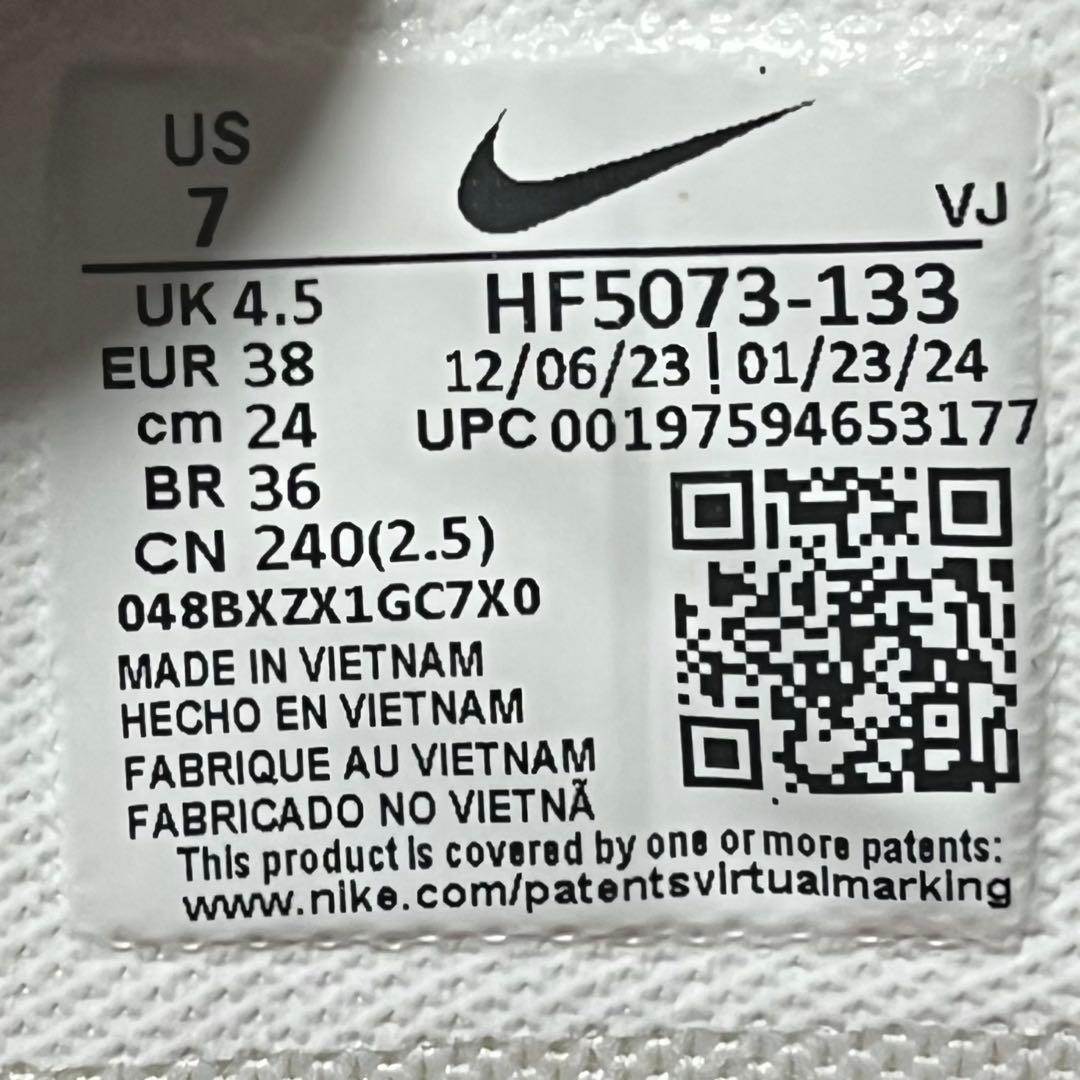 US
7
VJ
UK 4.5
EUR 38
cm 24
BR 36
CN 240(2.5)
HF5073-133
12/06/23 ! 01/23/24
UPC 00197594653177
048BXZX1GC7X0
MADE IN VIETNAM
HECHO EN VIETNAM
FABRIQUE AU VIETNAM
FABRICADO NO VIETNÃ
This product is covered by one or more patents:
www.nike.com/patentsvirtualmarking